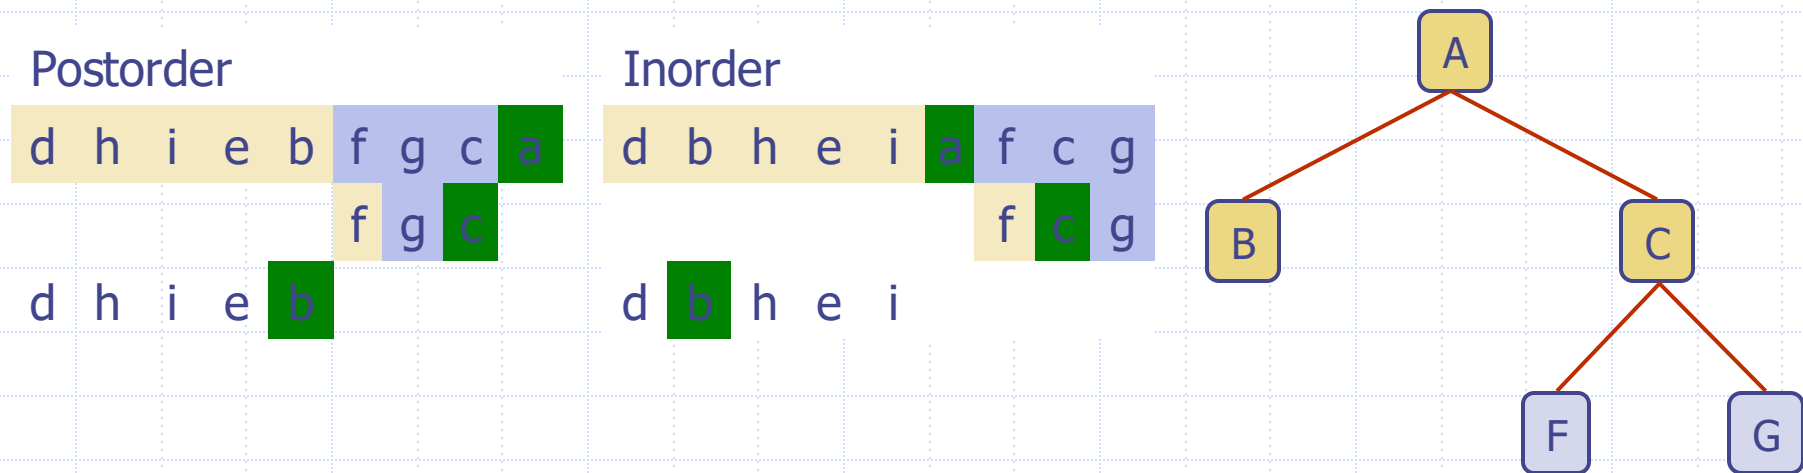 Postorder
d h i e b f g c a
f g c
d h i e b
Inorder
d b h e i a f c g
f c g
d b h e i
A
B C
F G